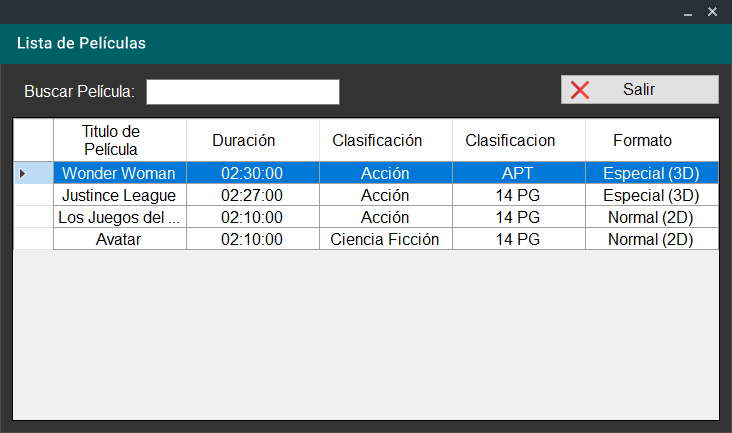 Lista de Películas
Buscar Película:
Salir
Titulo de
Película
Duración
Clasificación
Clasificacion
Formato
Wonder Woman 02:30:00 Acción APT Especial (3D)
Justince League 02:27:00 Acción 14 PG Especial (3D)
Los Juegos del ... 02:10:00 Acción 14 PG Normal (2D)
Avatar 02:10:00 Ciencia Ficción 14 PG Normal (2D)